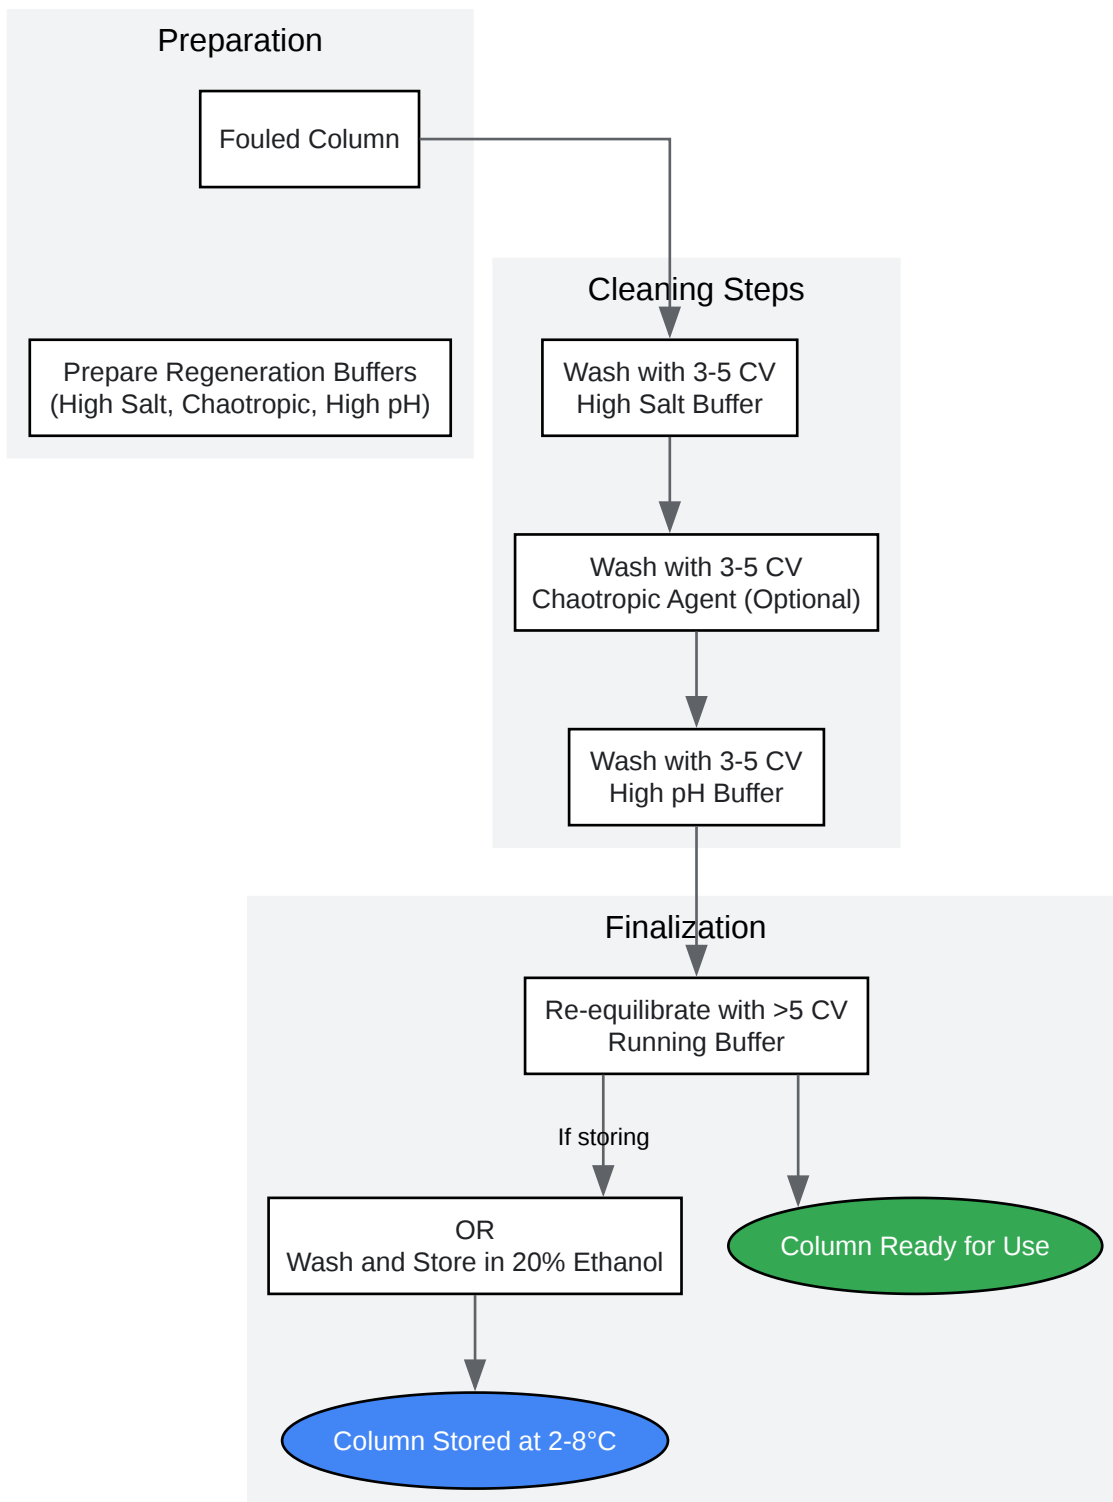 Preparation
Fouled Column
Prepare Regeneration Buffers
(High Salt, Chaotropic, High pH)
Cleaning Steps
Wash with 3-5 CV
High Salt Buffer
Wash with 3-5 CV
Chaotropic Agent (Optional)
Wash with 3-5 CV
High pH Buffer
Finalization
Re-equilibrate with >5 CV
Running Buffer
If storing
OR
Wash and Store in 20% Ethanol
Column Ready for Use
Column Stored at 2-8°C